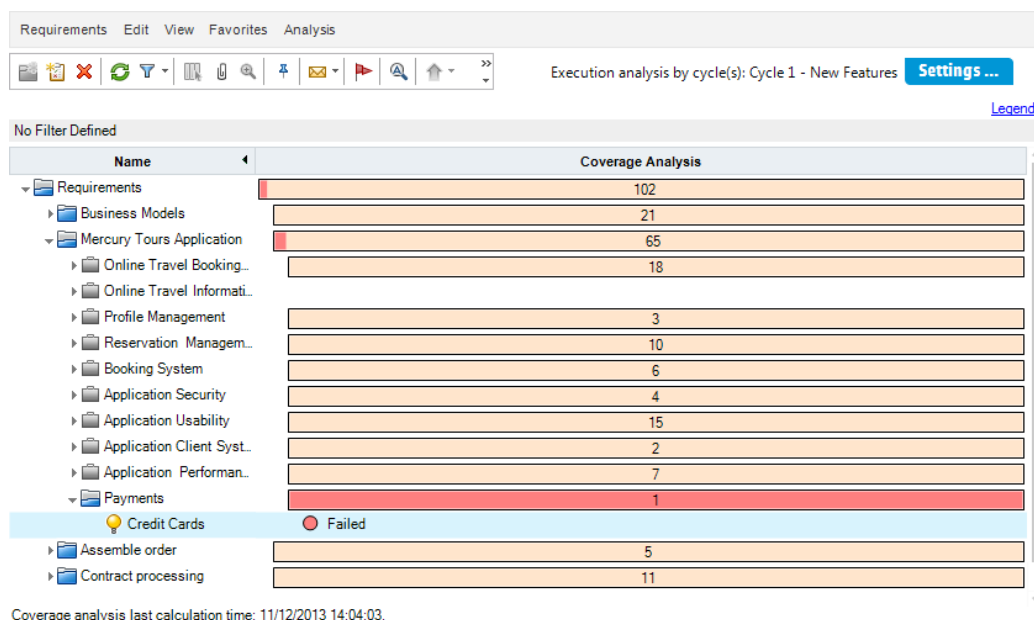 Requirements Edit View Favorites Analysis
Execution analysis by cycle(s): Cycle 1 - New Features Settings ...
Legend
No Filter Defined
Name Coverage Analysis
Requirements 102
Business Models 21
Mercury Tours Application 65
Online Travel Booking... 18
Online Travel Informati...
Profile Management 3
Reservation Managem... 10
Booking System 6
Application Security 4
Application Usability 15
Application Client Syst... 2
Application Performan... 7
Payments 1
Credit Cards Failed
Assemble order 5
Contract processing 11
Coverage analysis last calculation time: 11/12/2013 14:04:03.